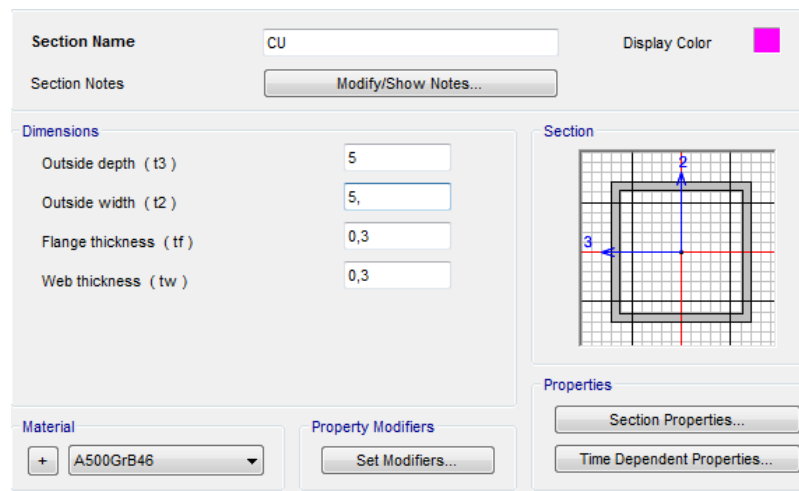 Section Name CU Display Color
Section Notes Modify/Show Notes...
Dimensions Section
Outside depth ( t3 ) 5
Outside width ( t2 ) 5,
Flange thickness ( tf ) 0,3
Web thickness ( tw ) 0,3
2
3
Properties
Material Property Modifiers Section Properties...
+ A500GrB46 Set Modifiers... Time Dependent Properties...